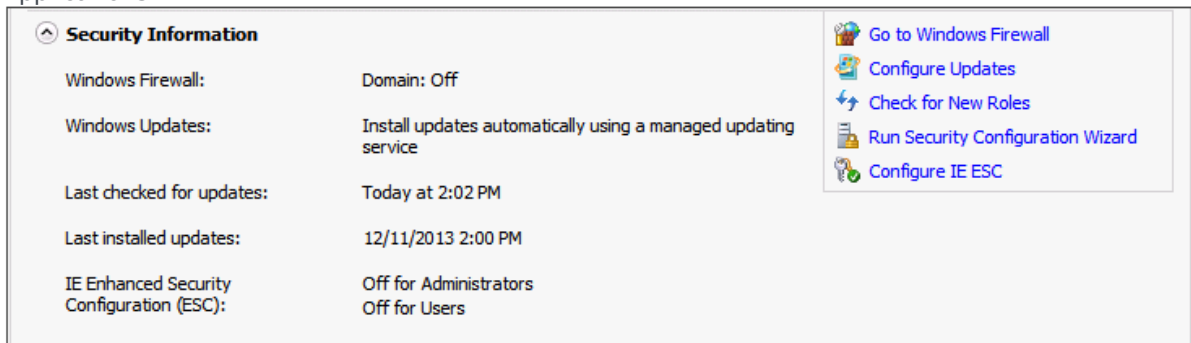 Security Information
Windows Firewall: Domain: Off
Windows Updates: Install updates automatically using a managed updating
service
Last checked for updates: Today at 2:02 PM
Last installed updates: 12/11/2013 2:00 PM
IE Enhanced Security Off for Administrators
Configuration (ESC): Off for Users
Go to Windows Firewall
Configure Updates
Check for New Roles
Run Security Configuration Wizard
Configure IE ESC